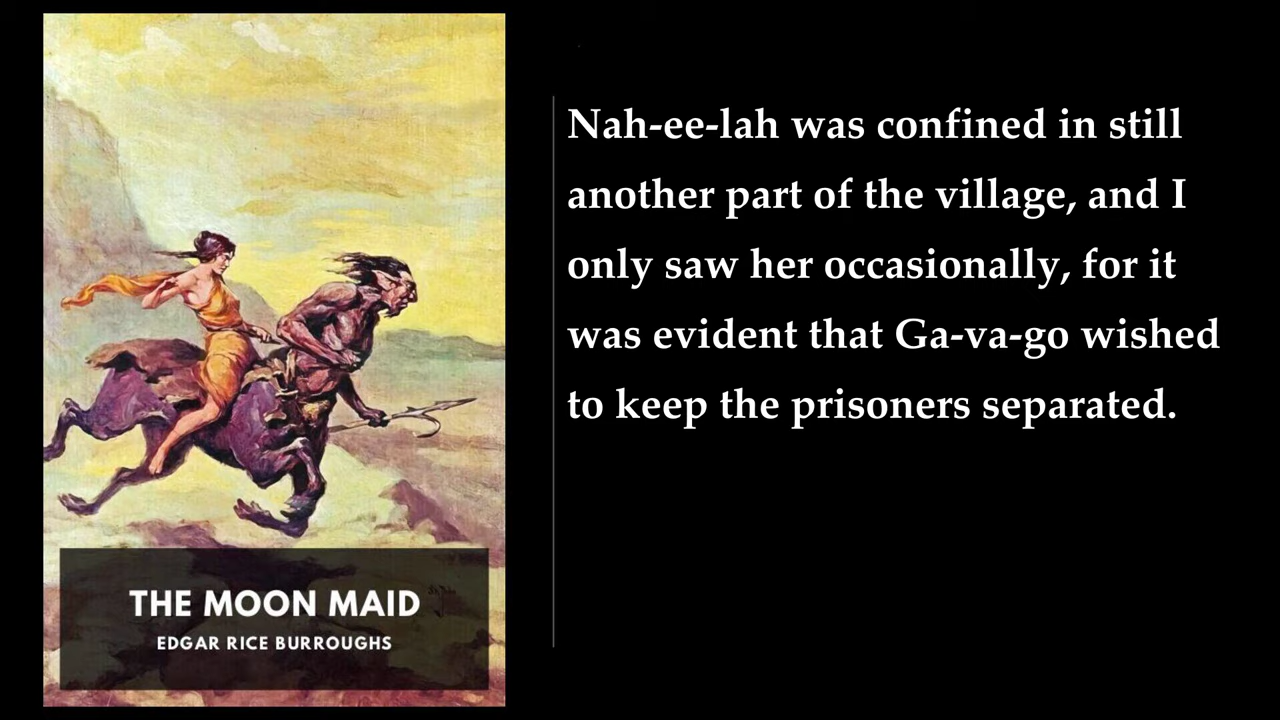 THE MOON MAID
EDGAR RICE BURROUGHS
Nah-ee-lah was confined in still
another part of the village, and I
only saw her occasionally, for it
was evident that Ga-va-go wished
to keep the prisoners separated.